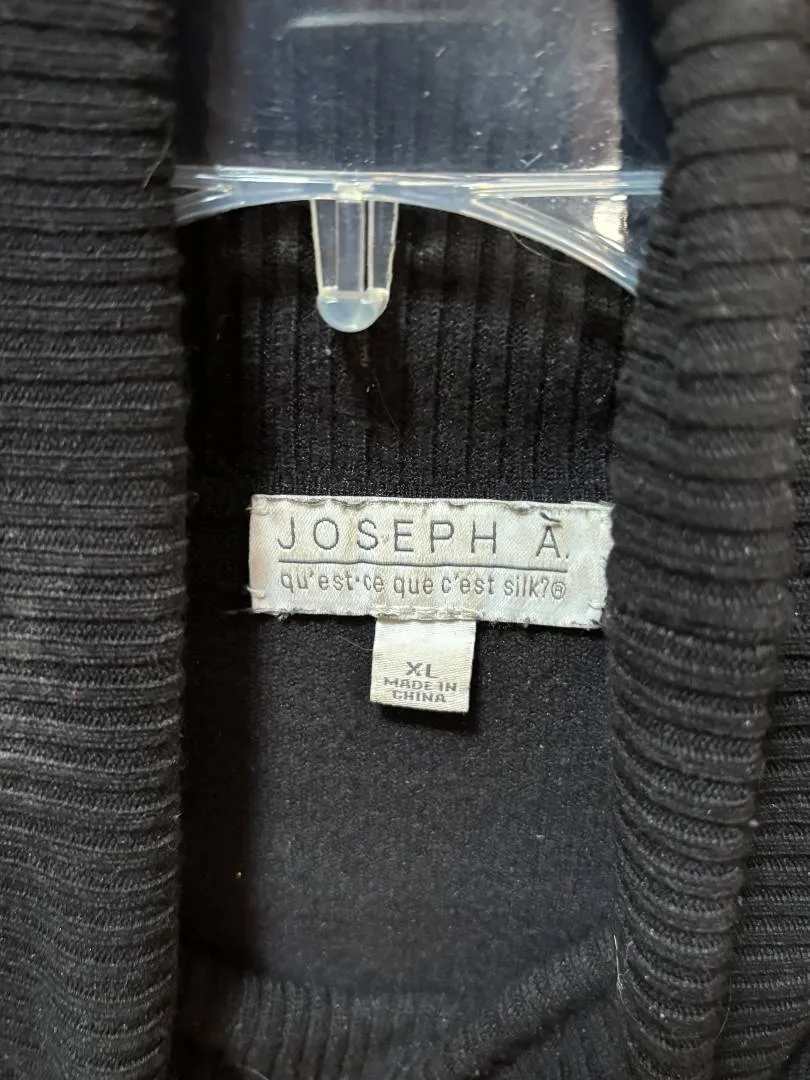 JOSEPH À.
qu'est·ce que c'est silk?®
XL
MADE IN
CHINA